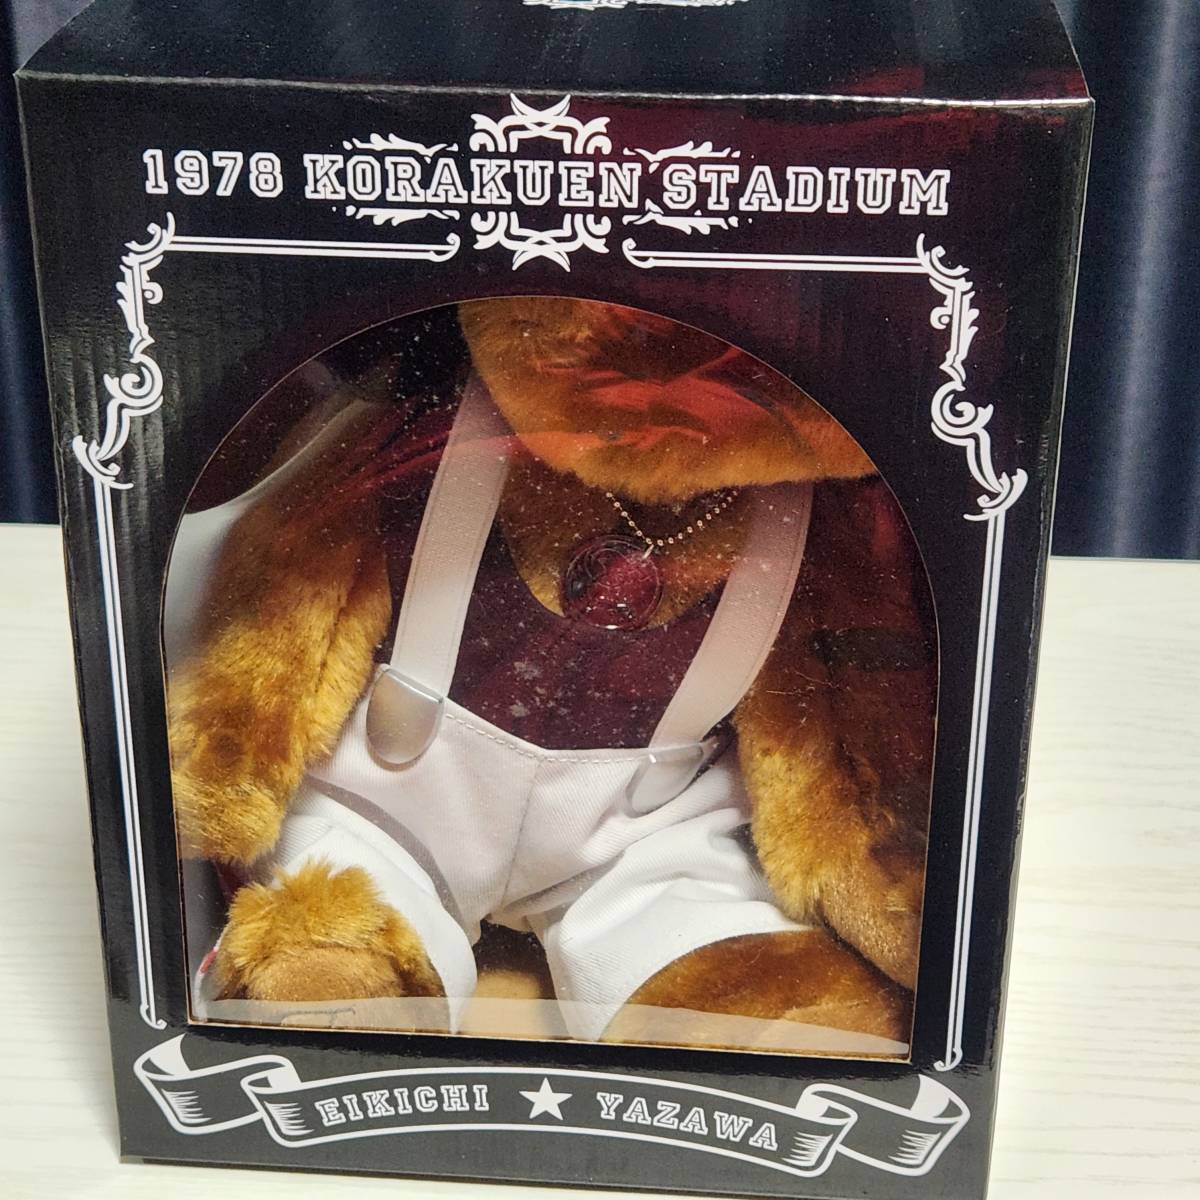 1978 KORAKUEN STADIUM
EIKICHI ★ YAZAWA